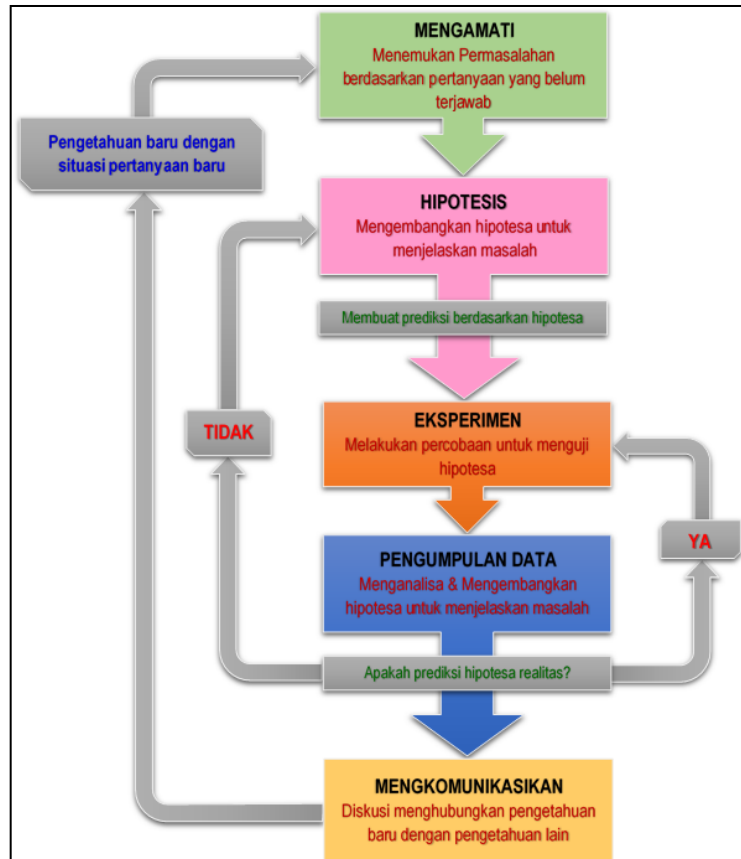 MENGAMATI
Menemukan Permasalahan
berdasarkan pertanyaan yang belum
terjawab
Pengetahuan baru dengan
situasi pertanyaan baru
HIPOTESIS
Mengembangkan hipotesa untuk
menjelaskan masalah
Membuat prediksi berdasarkan hipotesa
EKSPERIMEN
Melakukan percobaan untuk menguji
hipotesa
TIDAK
YA
PENGUMPULAN DATA
Menganalisa & Mengembangkan
hipotesa untuk menjelaskan masalah
Apakah prediksi hipotesa realitas?
MENGKOMUNIKASIKAN
Diskusi menghubungkan pengetahuan
baru dengan pengetahuan lain